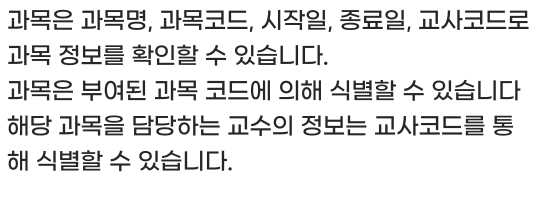 과목은 과목명, 과목코드, 시작일, 종료일, 교사코드로
과목 정보를 확인할 수 있습니다.
과목은 부여된 과목 코드에 의해 식별할 수 있습니다
해당 과목을 담당하는 교수의 정보는 교사코드를 통
해 식별할 수 있습니다.